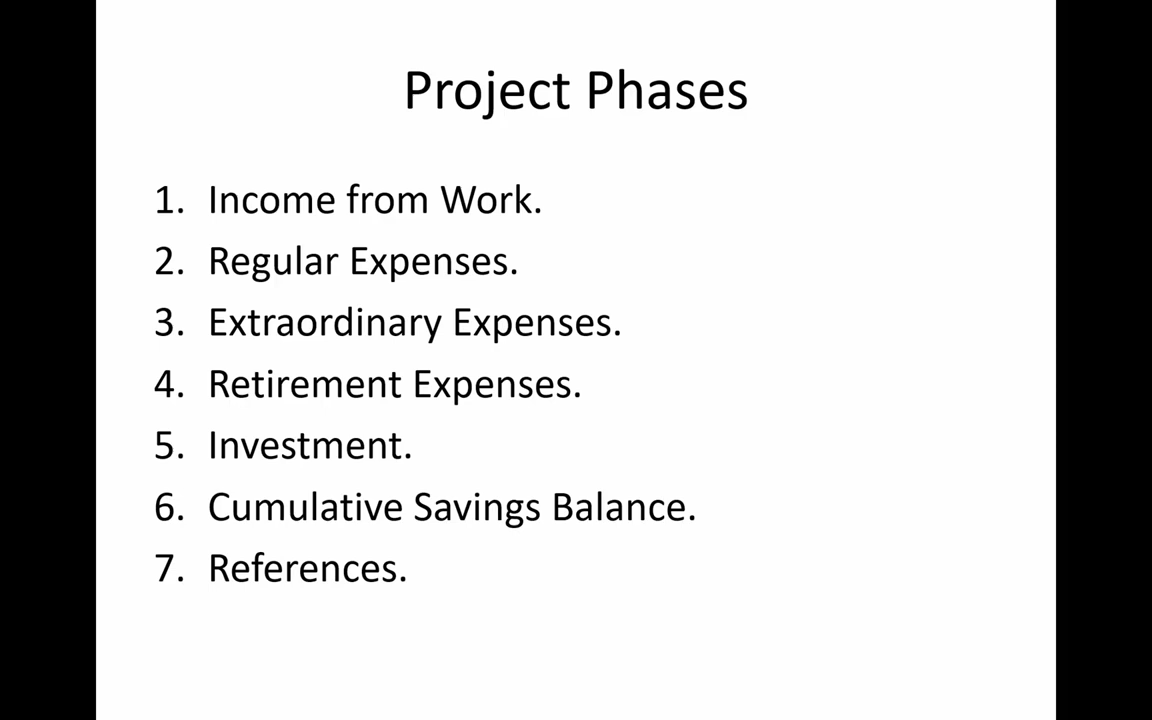 Project Phases
1. Income from Work.
2. Regular Expenses.
3. Extraordinary Expenses.
4. Retirement Expenses.
5. Investment.
6. Cumulative Savings Balance.
7. References.